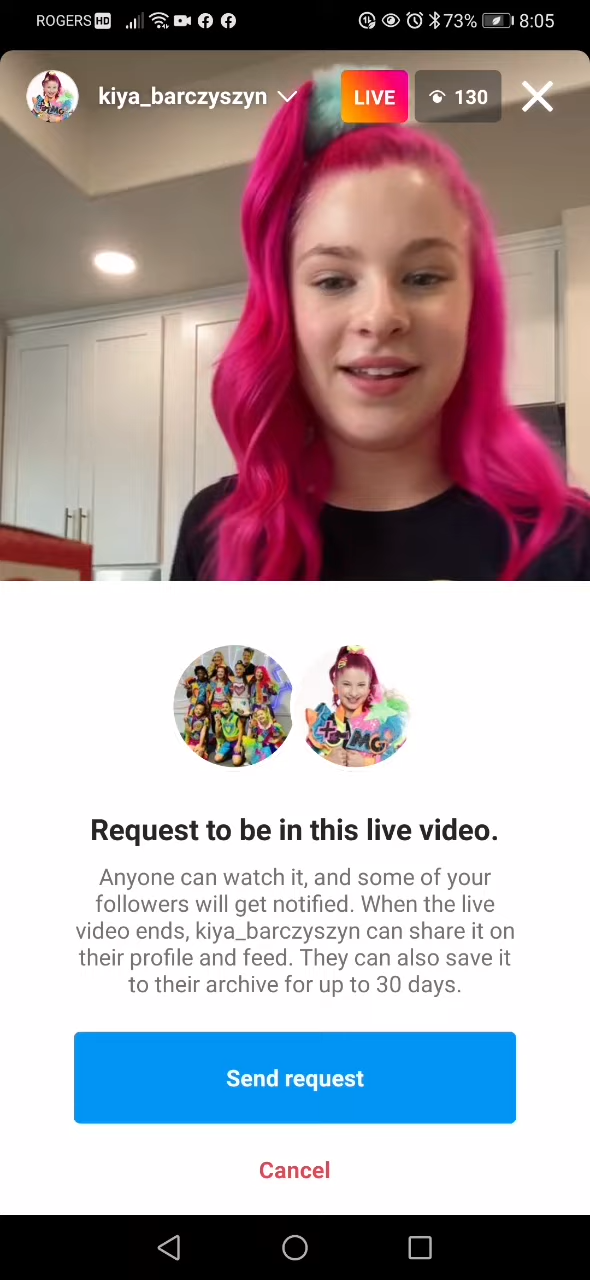 ROGERS HD 73% 8:05
kiya_barczyszyn LIVE 130
MG
Request to be in this live video.
Anyone can watch it, and some of your
followers will get notified. When the live
video ends, kiya_barczyszyn can share it on
their profile and feed. They can also save it
to their archive for up to 30 days.
Send request
Cancel